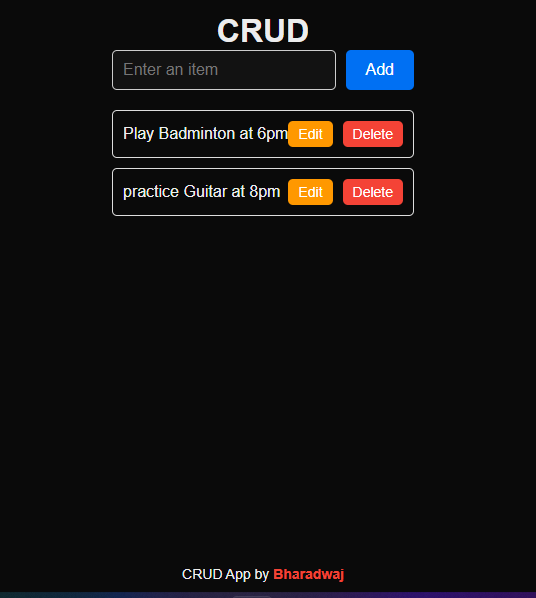 CRUD
Enter an item Add
Play Badminton at 6pm Edit Delete
practice Guitar at 8pm Edit Delete
CRUD App by Bharadwaj